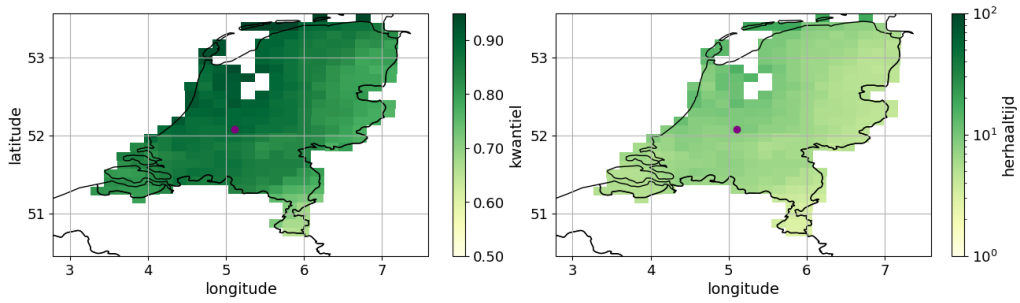 53
52
51
latitude
3 4 5 6 7
longitude
0.90
0.80
0.70
0.60
0.50
kwantiel
53
52
51
3 4 5 6 7
longitude
10²
10¹
10⁰
herhaaltijd